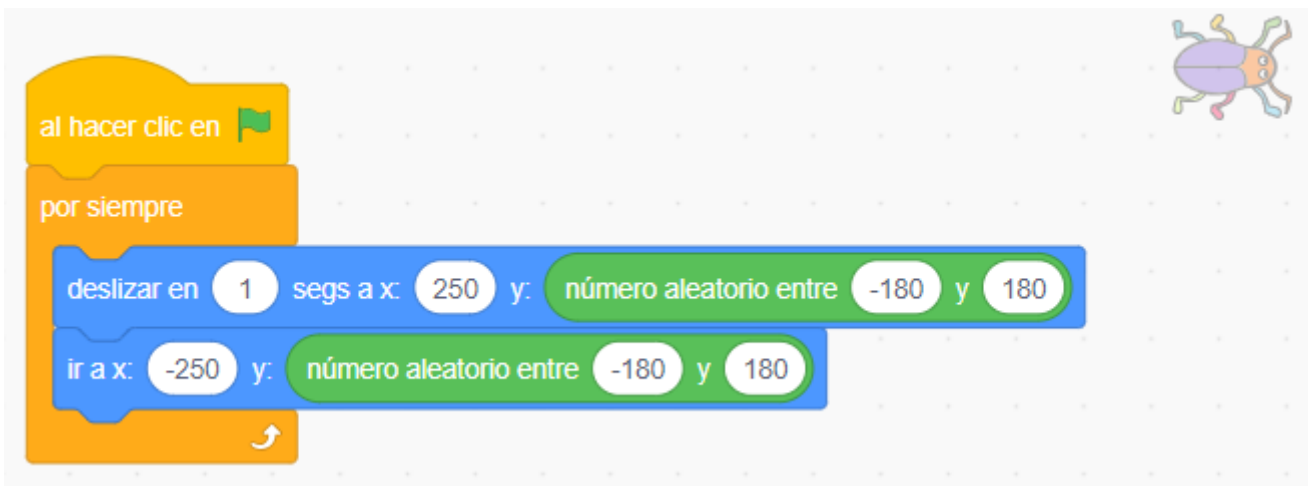 al hacer clic en
por siempre
deslizar en 1 segs a x: 250 y: número aleatorio entre -180 y 180
ir a x: -250 y: número aleatorio entre -180 y 180